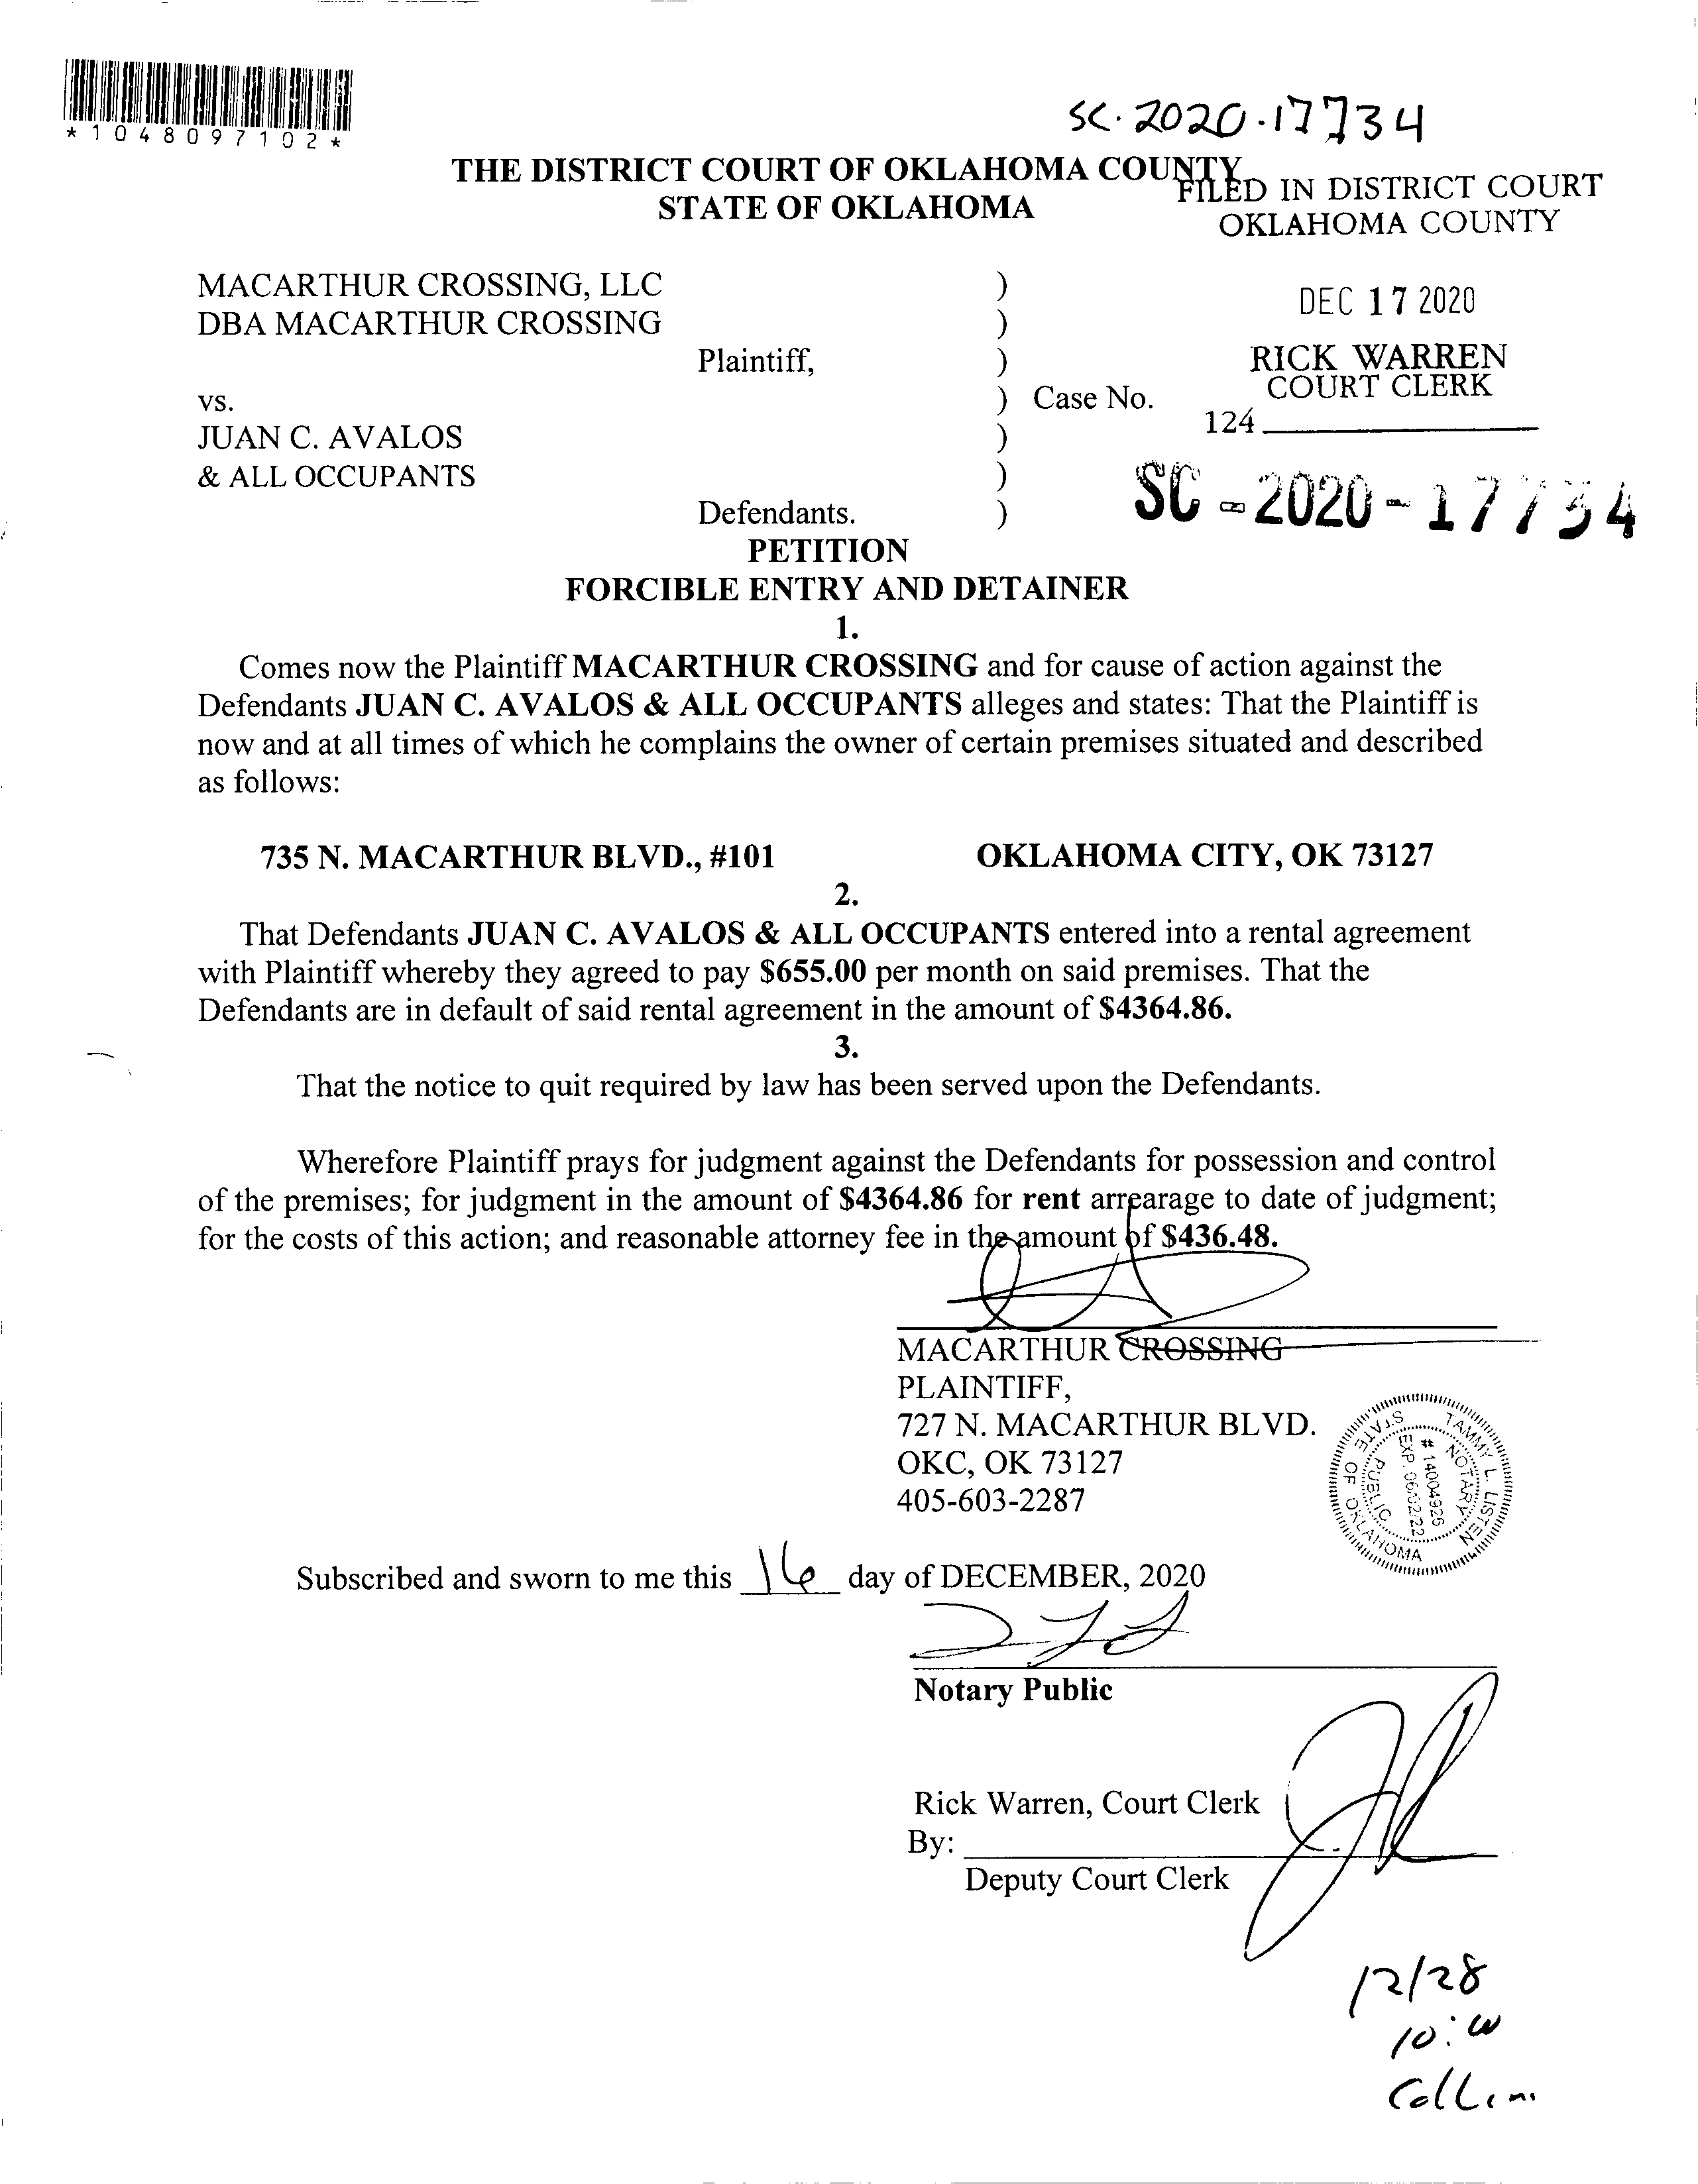 *1048097102*
SC-2020-17734
THE DISTRICT COURT OF OKLAHOMA COUNTY
STATE OF OKLAHOMA
FILED IN DISTRICT COURT
OKLAHOMA COUNTY
DEC 17 2020
RICK WARREN
COURT CLERK
124
MACARTHUR CROSSING, LLC )
DBA MACARTHUR CROSSING )
Plaintiff, )
vs. ) Case No.
JUAN C. AVALOS )
& ALL OCCUPANTS )
Defendants. )
SC-2020-17734
PETITION
FORCIBLE ENTRY AND DETAINER
1.
Comes now the Plaintiff MACARTHUR CROSSING and for cause of action against the
Defendants JUAN C. AVALOS & ALL OCCUPANTS alleges and states: That the Plaintiff is
now and at all times of which he complains the owner of certain premises situated and described
as follows:
735 N. MACARTHUR BLVD., #101 OKLAHOMA CITY, OK 73127
2.
That Defendants JUAN C. AVALOS & ALL OCCUPANTS entered into a rental agreement
with Plaintiff whereby they agreed to pay $655.00 per month on said premises. That the
Defendants are in default of said rental agreement in the amount of $4364.86.
3.
That the notice to quit required by law has been served upon the Defendants.
Wherefore Plaintiff prays for judgment against the Defendants for possession and control
of the premises; for judgment in the amount of $4364.86 for rent arrearage to date of judgment;
for the costs of this action; and reasonable attorney fee in the amount of $436.48.
MACARTHUR CROSSING
PLAINTIFF,
727 N. MACARTHUR BLVD.
OKC, OK 73127
405-603-2287
TAMMY L. LISTEN
NOTARY
# 14004926
EXP. 06/02/22
PUBLIC
STATE OF OKLAHOMA
Subscribed and sworn to me this 16 day of DECEMBER, 2020
Notary Public
Rick Warren, Court Clerk
By:
Deputy Court Clerk
12/28